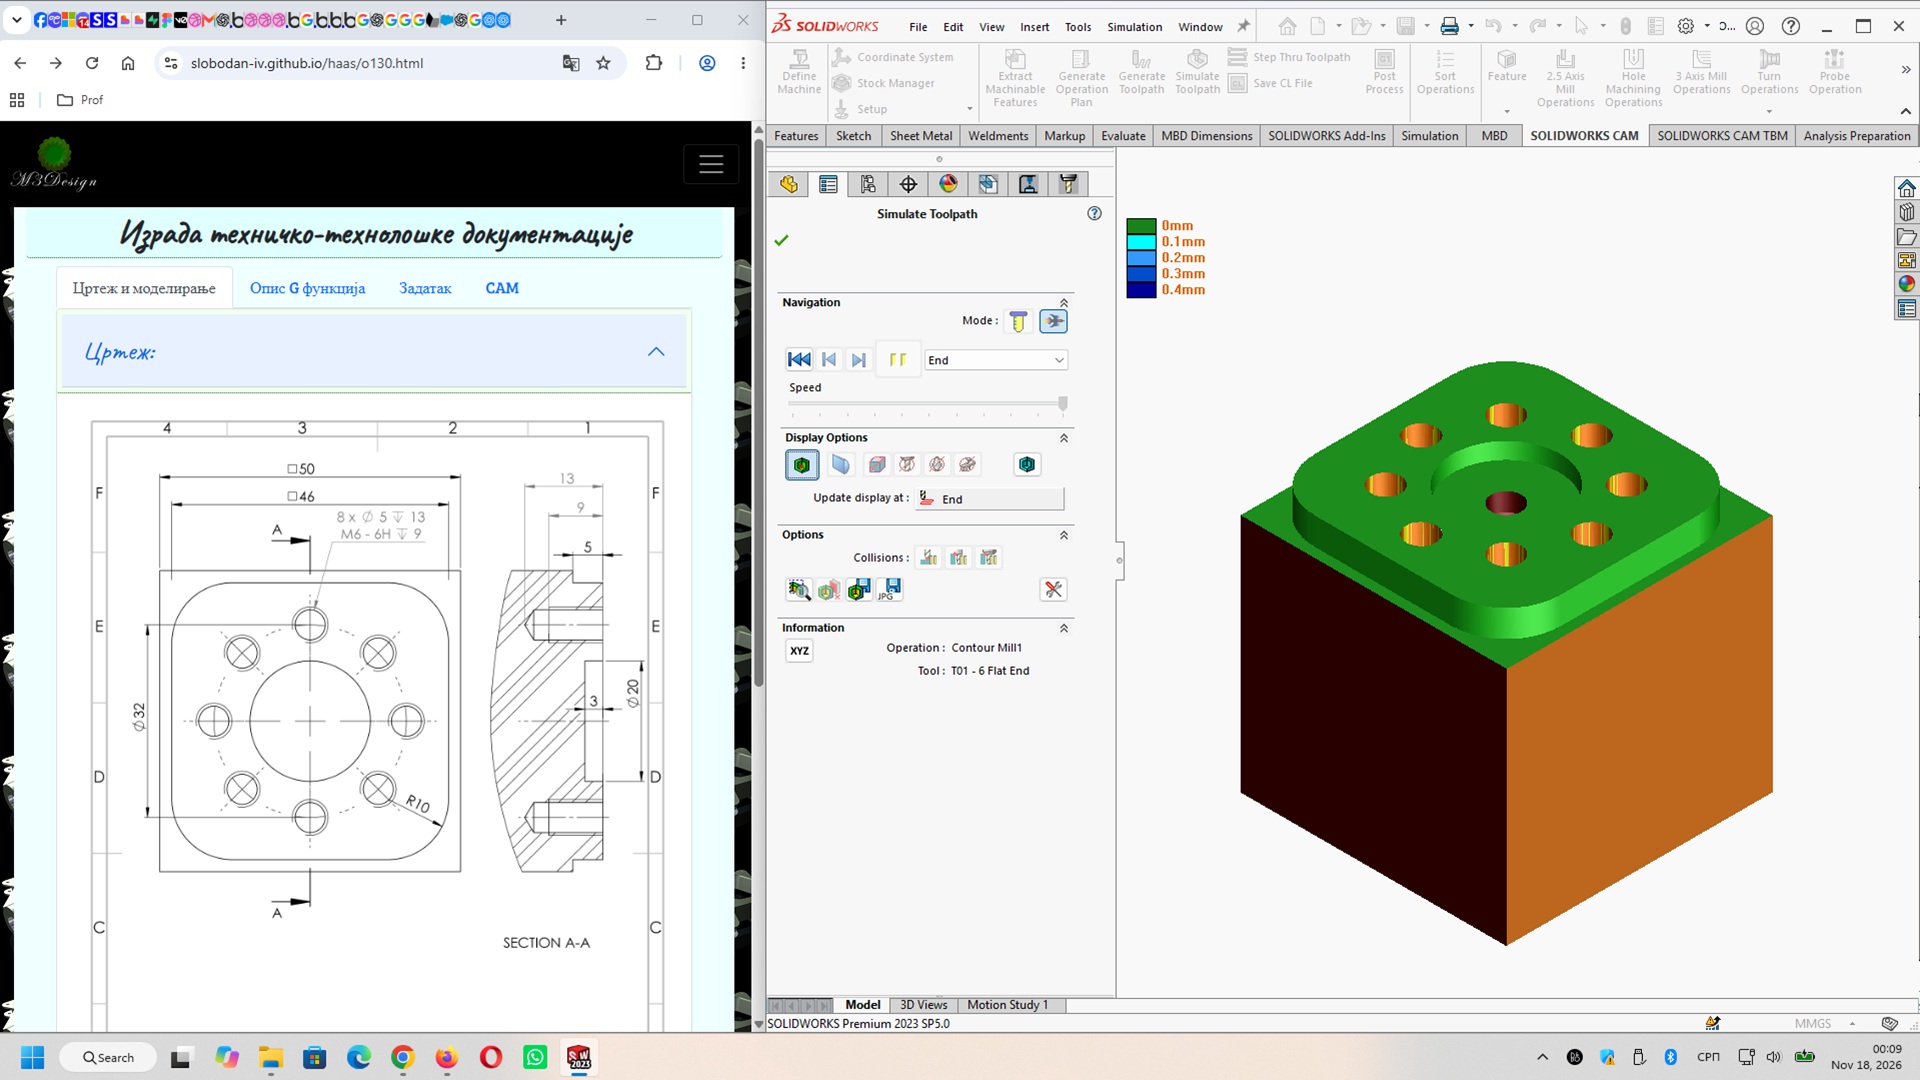 slobodan-iv.github.io/haas/o130.html
Prof
M3Design
Израда техничко-технолошке документације
Цртеж и моделирање
Опис G функција
Задатак
CAM
Цртеж:
4 3 2 1
□50
□46
8 x ∅ 5 ↧ 13
M6 - 6H ↧ 9
13
9
5
A
F
F
E
E
∅32
3
∅20
D
D
R10
A
C
C
SECTION A-A
SOLIDWORKS
File Edit View Insert Tools Simulation Window
Define Machine
Coordinate System
Stock Manager
Setup
Extract Machinable Features
Generate Operation Plan
Generate Toolpath
Simulate Toolpath
Step Thru Toolpath
Save CL File
Post Process
Sort Operations
Feature
2.5 Axis Mill Operations
Hole Machining Operations
3 Axis Mill Operations
Turn Operations
Probe Operation
Features Sketch Sheet Metal Weldments Markup Evaluate MBD Dimensions SOLIDWORKS Add-Ins Simulation MBD SOLIDWORKS CAM SOLIDWORKS CAM TBM Analysis Preparation
Simulate Toolpath
Navigation
Mode :
End
Speed
Display Options
Update display at :
End
Options
Collisions :
JPG
Information
XYZ
Operation : Contour Mill1
Tool : T01 - 6 Flat End
0mm
0.1mm
0.2mm
0.3mm
0.4mm
Model 3D Views Motion Study 1
SOLIDWORKS Premium 2023 SP5.0
MMGS
Search
СРП
00:09
Nov 18, 2026